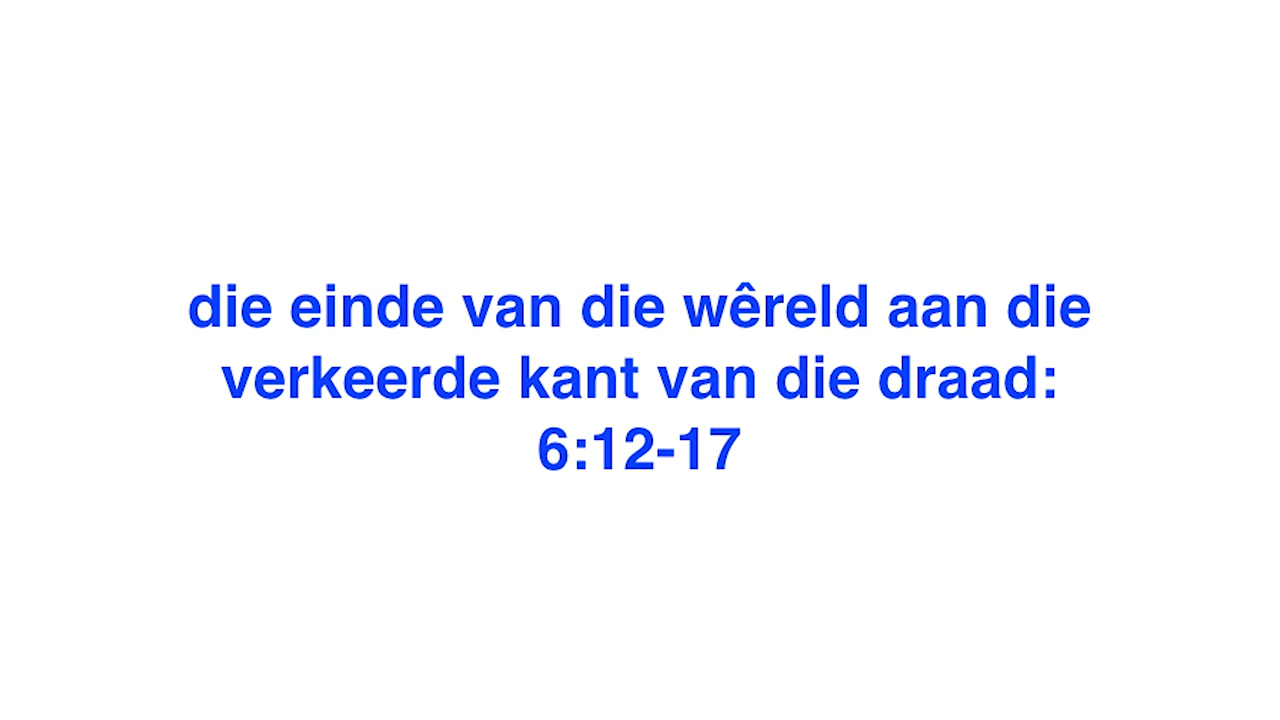 die einde van die wêreld aan die
verkeerde kant van die draad:
6:12-17